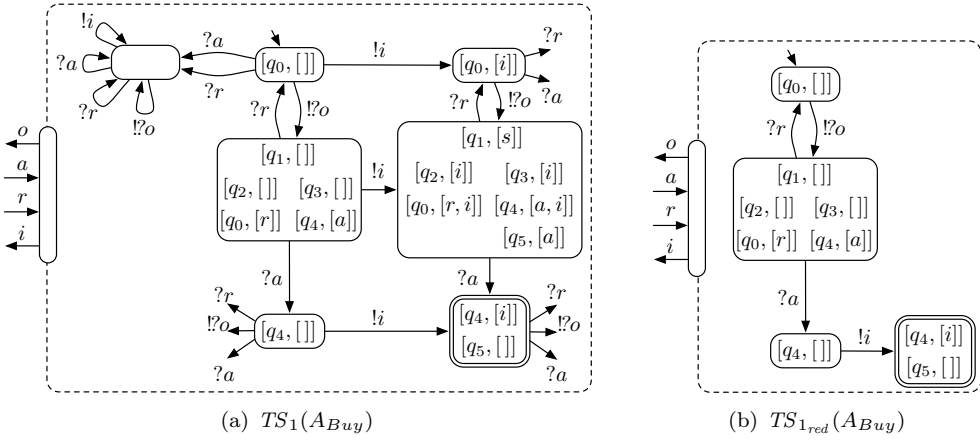 !i
?a
?r
!?o
?a
?r
[q0, [ ]]
!i
[q0, [i]]
?r
?a
?r
!?o
?r
!?o
o
a
r
i
[q1, [ ]]
[q2, [ ]] [q3, [ ]]
[q0, [r]] [q4, [a]]
!i
[q1, [s]]
[q2, [i]] [q3, [i]]
[q0, [r, i]] [q4, [a, i]]
[q5, [a]]
?a
?a
?r
!?o
?a
[q4, [ ]]
!i
[q4, [i]]
[q5, [ ]]
?r
!?o
?a
(a) TS1(ABuy)
[q0, [ ]]
?r
!?o
o
a
r
i
[q1, [ ]]
[q2, [ ]] [q3, [ ]]
[q0, [r]] [q4, [a]]
?a
[q4, [ ]]
!i
[q4, [i]]
[q5, [ ]]
(b) TS1red(ABuy)